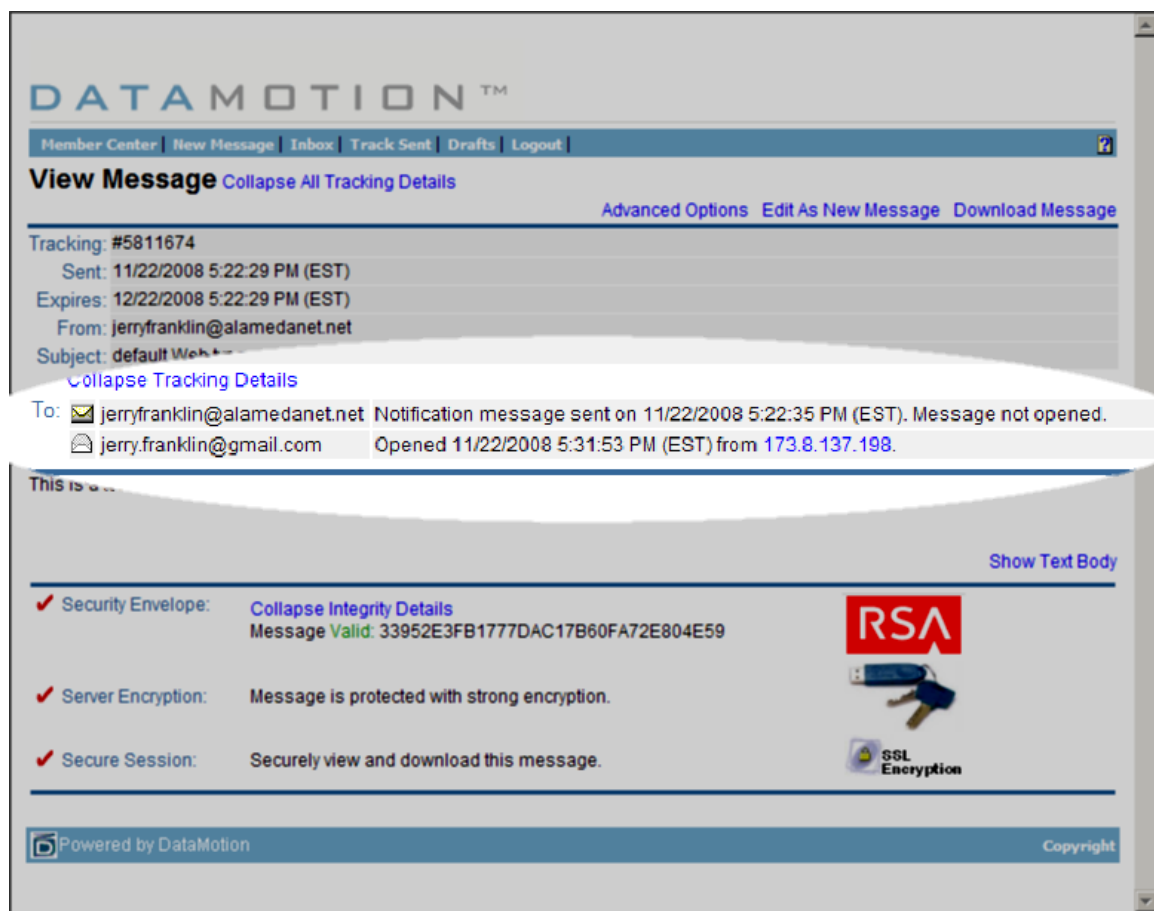 DATAMOTION™
Member Center | New Message | Inbox | Track Sent | Drafts | Logout |
View Message Collapse All Tracking Details
Advanced Options Edit As New Message Download Message
Tracking: #5811674
Sent: 11/22/2008 5:22:29 PM (EST)
Expires: 12/22/2008 5:22:29 PM (EST)
From: jerryfranklin@alamedanet.net
Subject: default Web
Collapse Tracking Details
To: jerryfranklin@alamedanet.net Notification message sent on 11/22/2008 5:22:35 PM (EST). Message not opened.
jerry.franklin@gmail.com Opened 11/22/2008 5:31:53 PM (EST) from 173.8.137.198.
This is a
Show Text Body
Security Envelope: Collapse Integrity Details
Message Valid: 33952E3FB1777DAC17B60FA72E804E59
RSA
Server Encryption: Message is protected with strong encryption.
Secure Session: Securely view and download this message.
SSL
Encryption
Powered by DataMotion Copyright